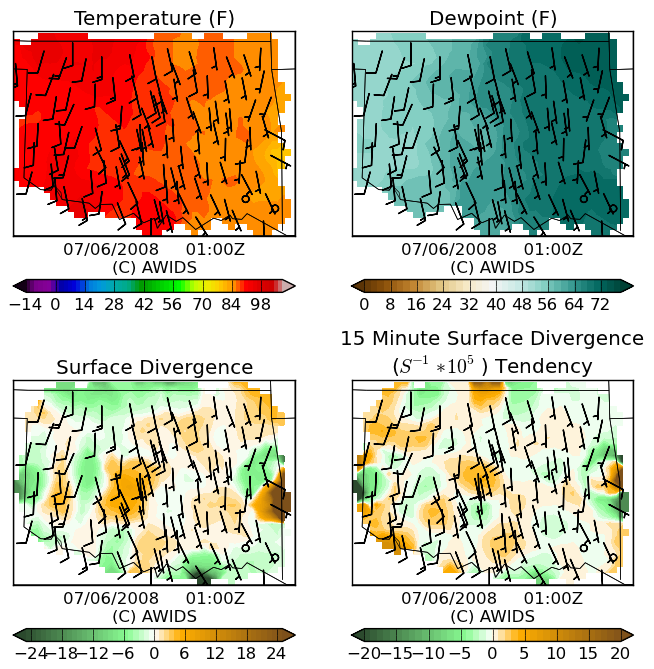 Temperature (F)
07/06/2008 01:00Z
(C) AWIDS
−14 0 14 28 42 56 70 84 98
Dewpoint (F)
07/06/2008 01:00Z
(C) AWIDS
0 8 16 24 32 40 48 56 64 72
Surface Divergence
07/06/2008 01:00Z
(C) AWIDS
−24 −18 −12 −6 0 6 12 18 24
15 Minute Surface Divergence
(S⁻¹ *10⁵ ) Tendency
07/06/2008 01:00Z
(C) AWIDS
−20 −15 −10 −5 0 5 10 15 20